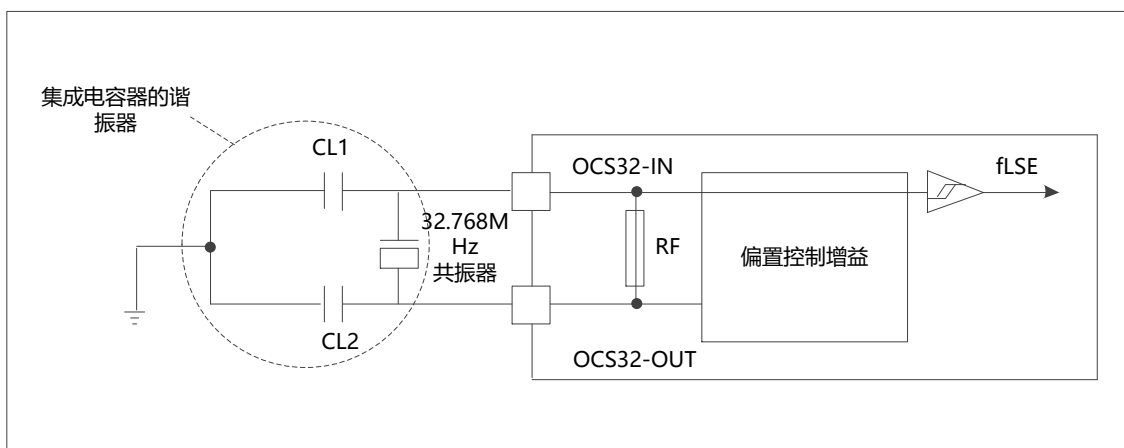 集成电容器的谐
振器
CL1
OCS32-IN
fLSE
32.768M
Hz
共振器
RF
偏置控制增益
CL2
OCS32-OUT